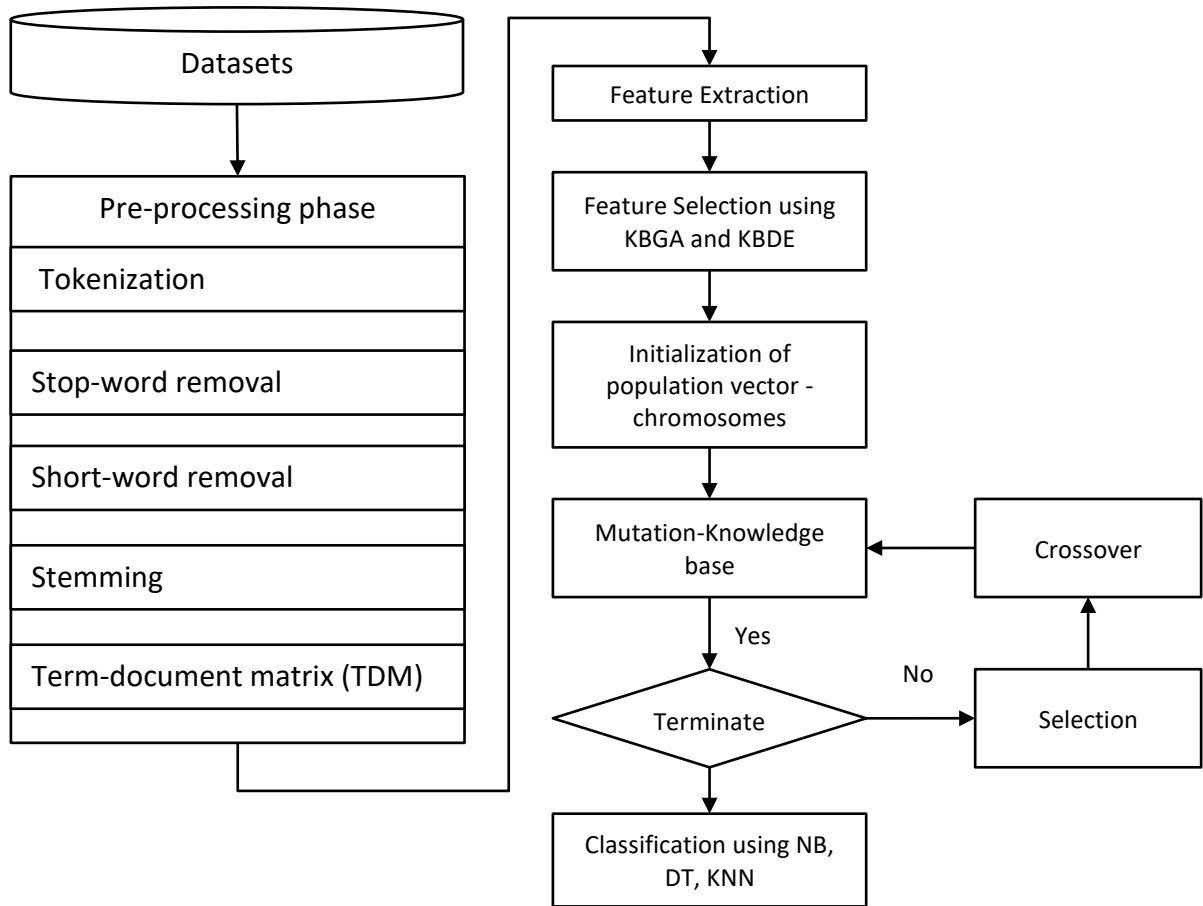 Datasets
Pre-processing phase
Tokenization
Stop-word removal
Short-word removal
Stemming
Term-document matrix (TDM)
Feature Extraction
Feature Selection using
KBGA and KBDE
Initialization of
population vector -
chromosomes
Mutation-Knowledge
base
Crossover
Yes
No
Terminate
Selection
Classification using NB,
DT, KNN